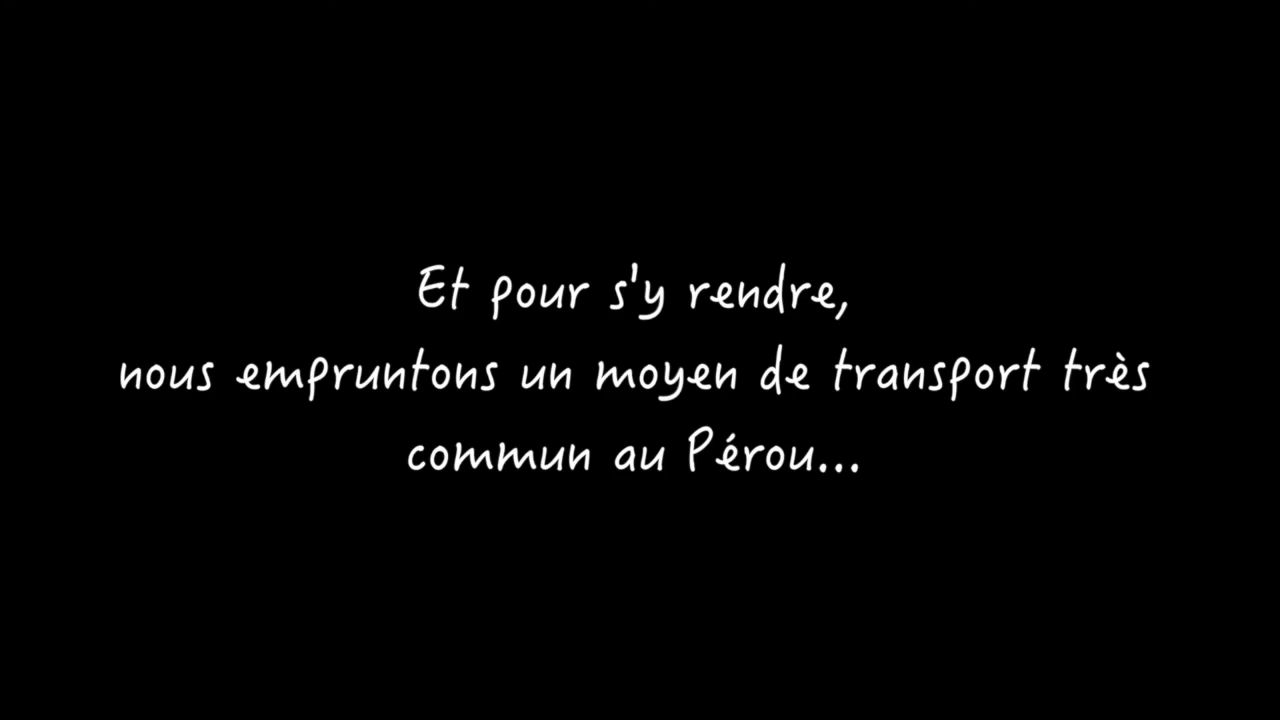 Et pour s'y rendre,
nous empruntons un moyen de transport très
commun au Pérou...